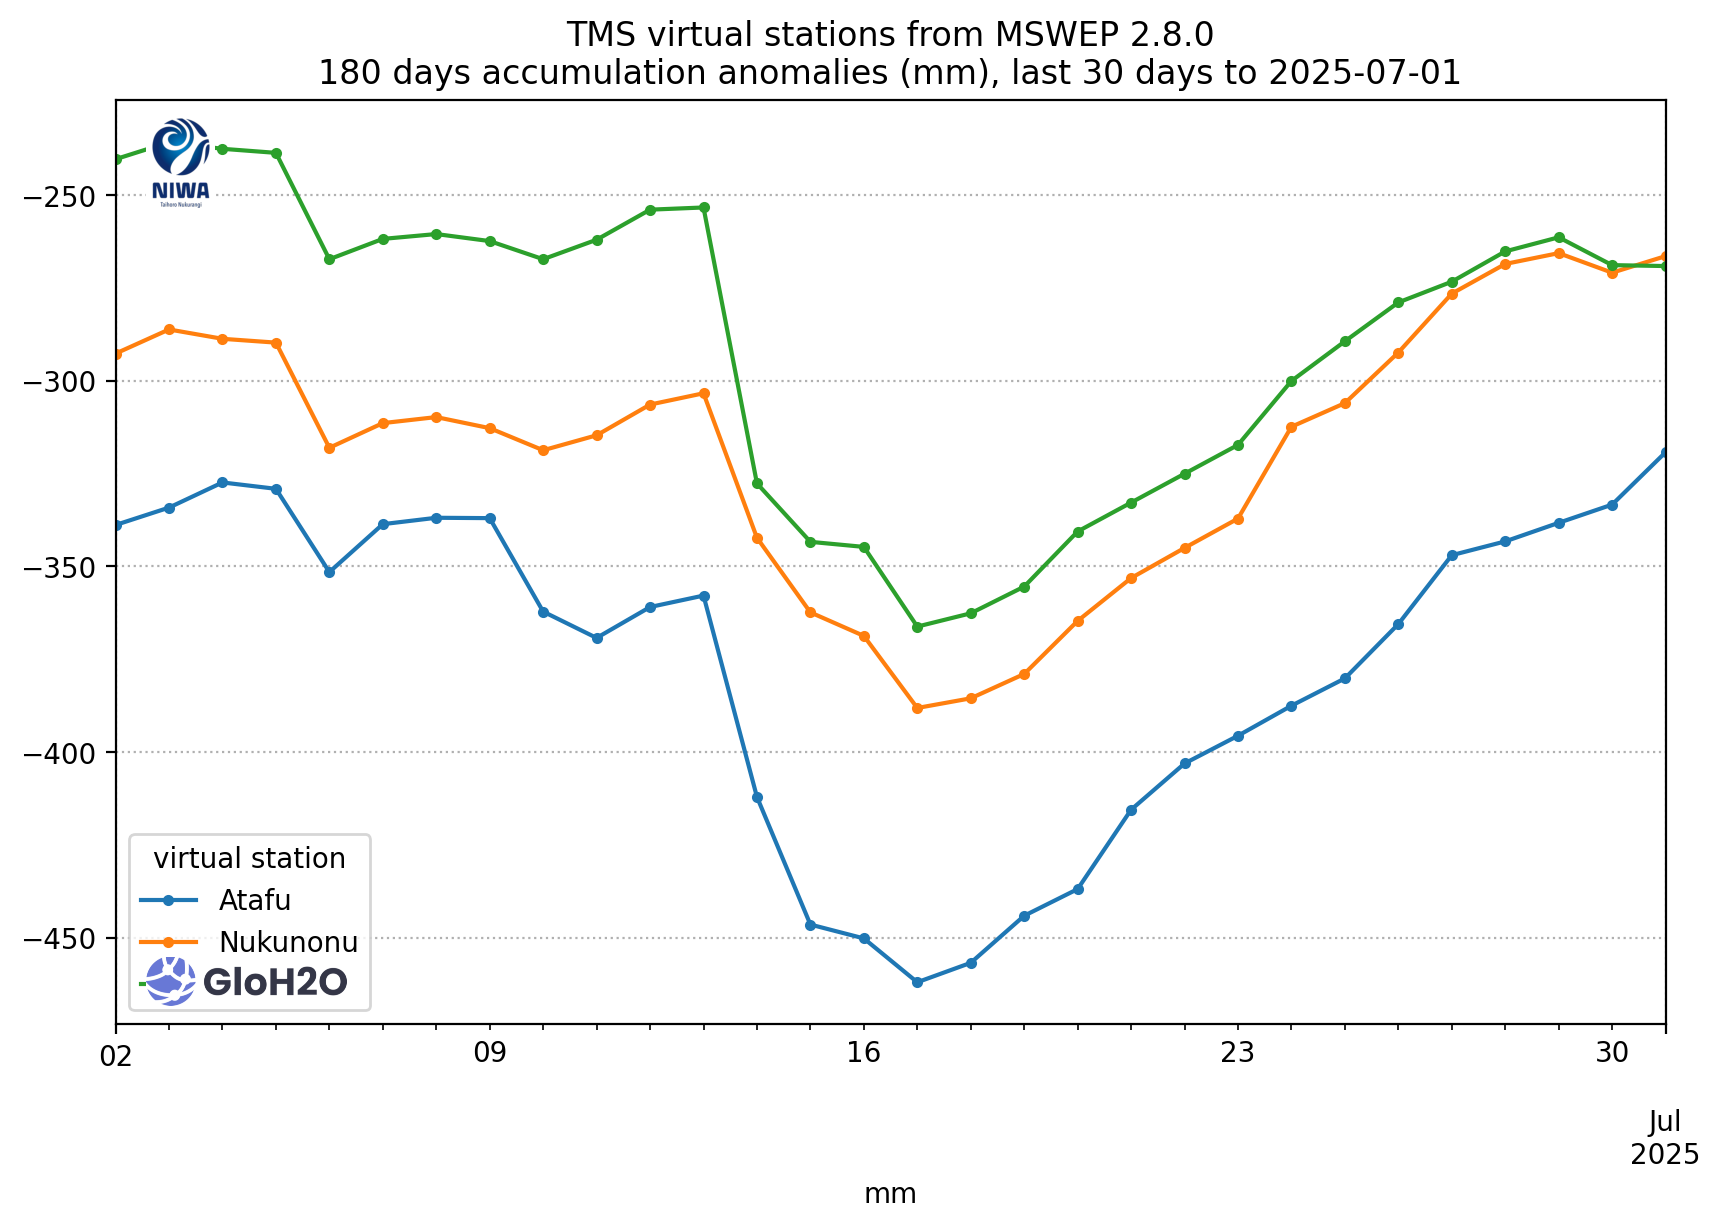 TMS virtual stations from MSWEP 2.8.0
180 days accumulation anomalies (mm), last 30 days to 2025-07-01
NIWA
Taihoro Nukurangi
−250
−300
−350
−400
−450
virtual station
Atafu
Nukunonu
GloH2O
02
09
16
23
30
Jul
2025
mm